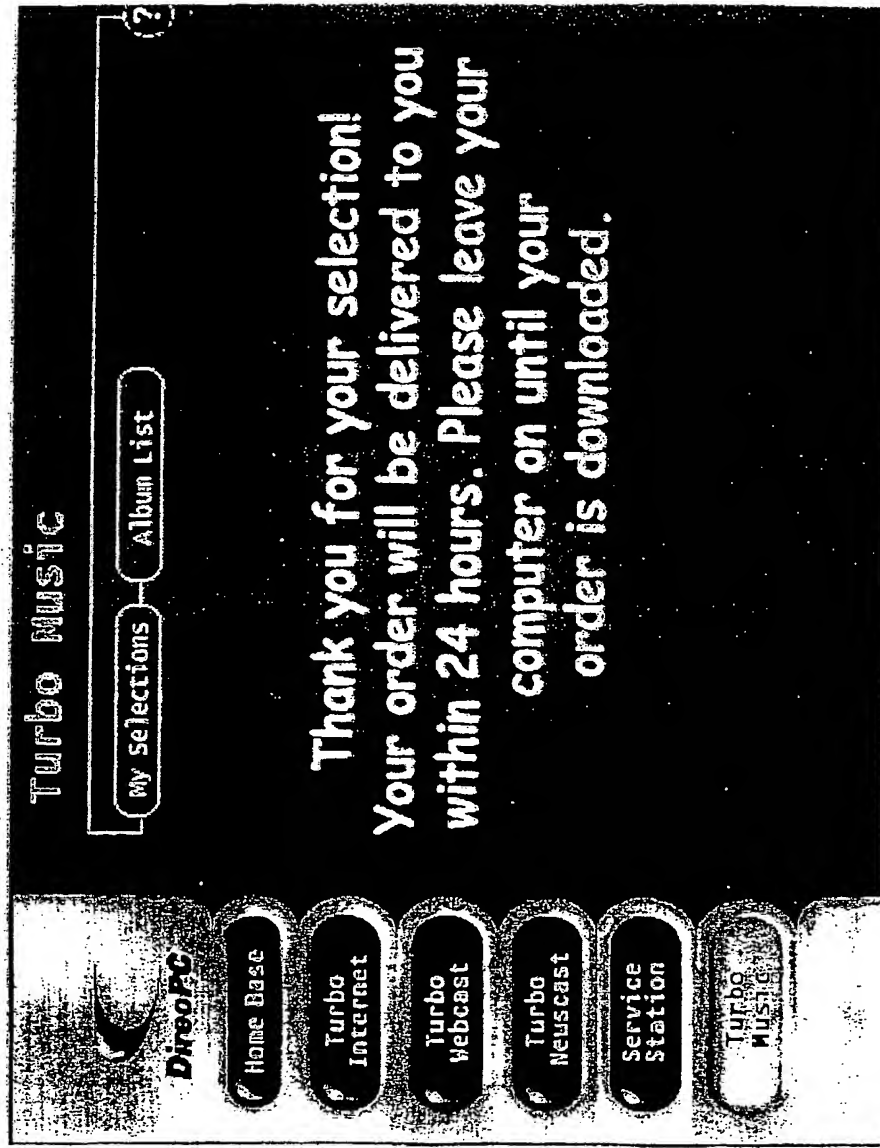 Turbo Music
?
My Selections
Album List
DirecPC
Home Base
Turbo
Internet
Turbo
Webcast
Turbo
Newscast
Service
Station
Turbo
Music
Thank you for your selection!
Your order will be delivered to you
within 24 hours. Please leave your
computer on until your
order is downloaded.